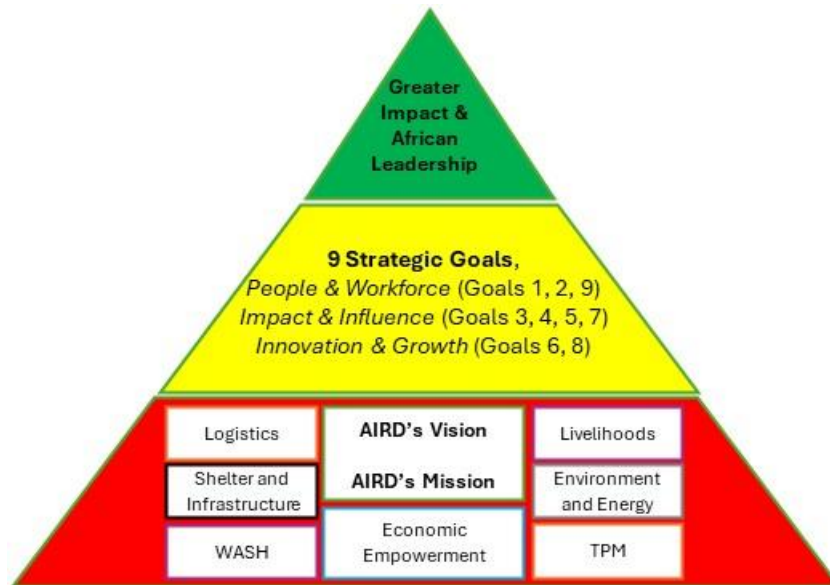 Greater
Impact &
African
Leadership
9 Strategic Goals,
People & Workforce (Goals 1, 2, 9)
Impact & Influence (Goals 3, 4, 5, 7)
Innovation & Growth (Goals 6, 8)
Logistics
Shelter and
Infrastructure
WASH
AIRD's Vision
AIRD's Mission
Economic
Empowerment
Livelihoods
Environment
and Energy
TPM